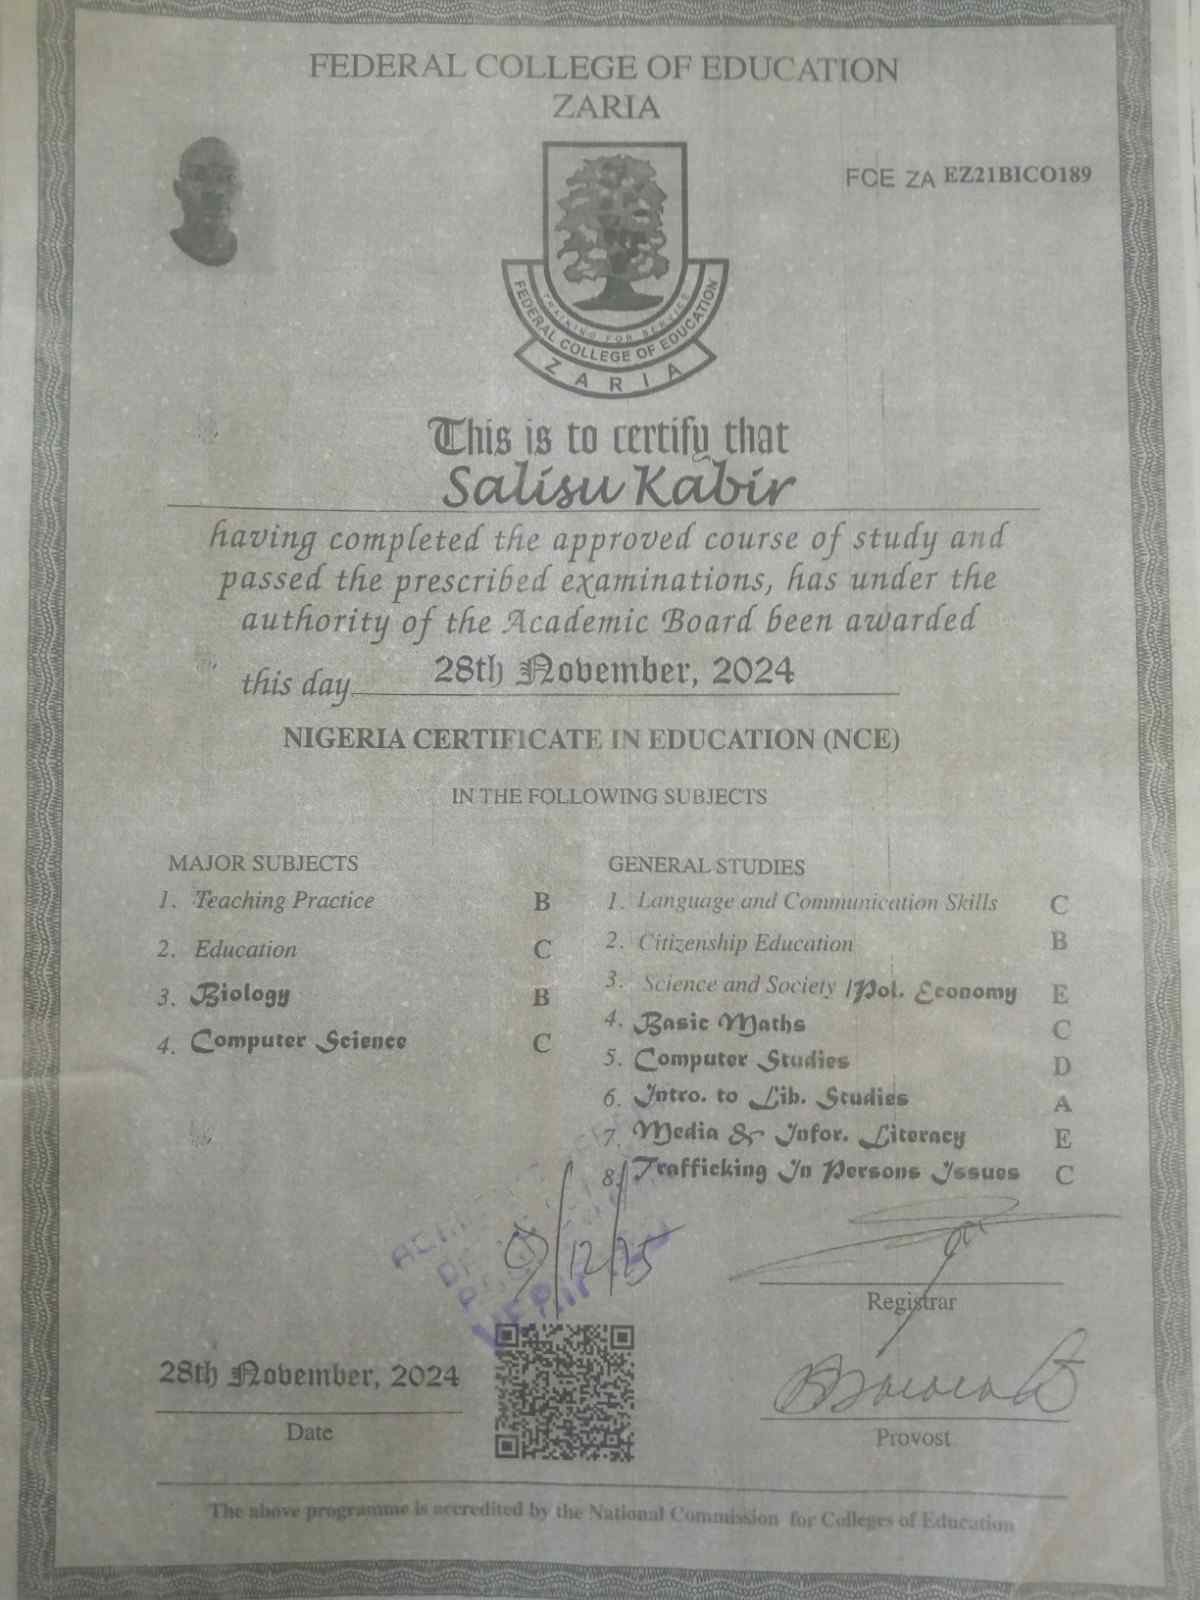 FEDERAL COLLEGE OF EDUCATION
ZARIA
FCE ZA EZ21BICO189
TRAINING FOR SERVICE
FEDERAL COLLEGE OF EDUCATION
ZARIA
This is to certify that
Salisu Kabir
having completed the approved course of study and
passed the prescribed examinations, has under the
authority of the Academic Board been awarded
this day 28th November, 2024
NIGERIA CERTIFICATE IN EDUCATION (NCE)
IN THE FOLLOWING SUBJECTS
MAJOR SUBJECTS
1. Teaching Practice B
2. Education C
3. Biology B
4. Computer Science C
GENERAL STUDIES
1. Language and Communication Skills C
2. Citizenship Education B
3. Science and Society /Pol. Economy E
4. Basic Maths C
5. Computer Studies D
6. Intro. to Lib. Studies A
7. Media & Infor. Literacy E
8. Trafficking In Persons Issues C
Registrar
28th November, 2024
Date
Provost
The above programme is accredited by the National Commission for Colleges of Education